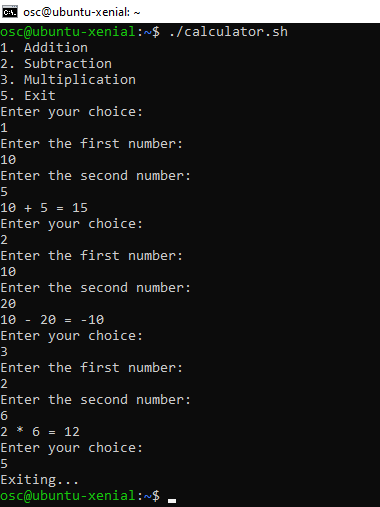 osc@ubuntu-xenial: ~
osc@ubuntu-xenial:~$ ./calculator.sh
1. Addition
2. Subtraction
3. Multiplication
5. Exit
Enter your choice:
1
Enter the first number:
10
Enter the second number:
5
10 + 5 = 15
Enter your choice:
2
Enter the first number:
10
Enter the second number:
20
10 - 20 = -10
Enter your choice:
3
Enter the first number:
2
Enter the second number:
6
2 * 6 = 12
Enter your choice:
5
Exiting...
osc@ubuntu-xenial:~$